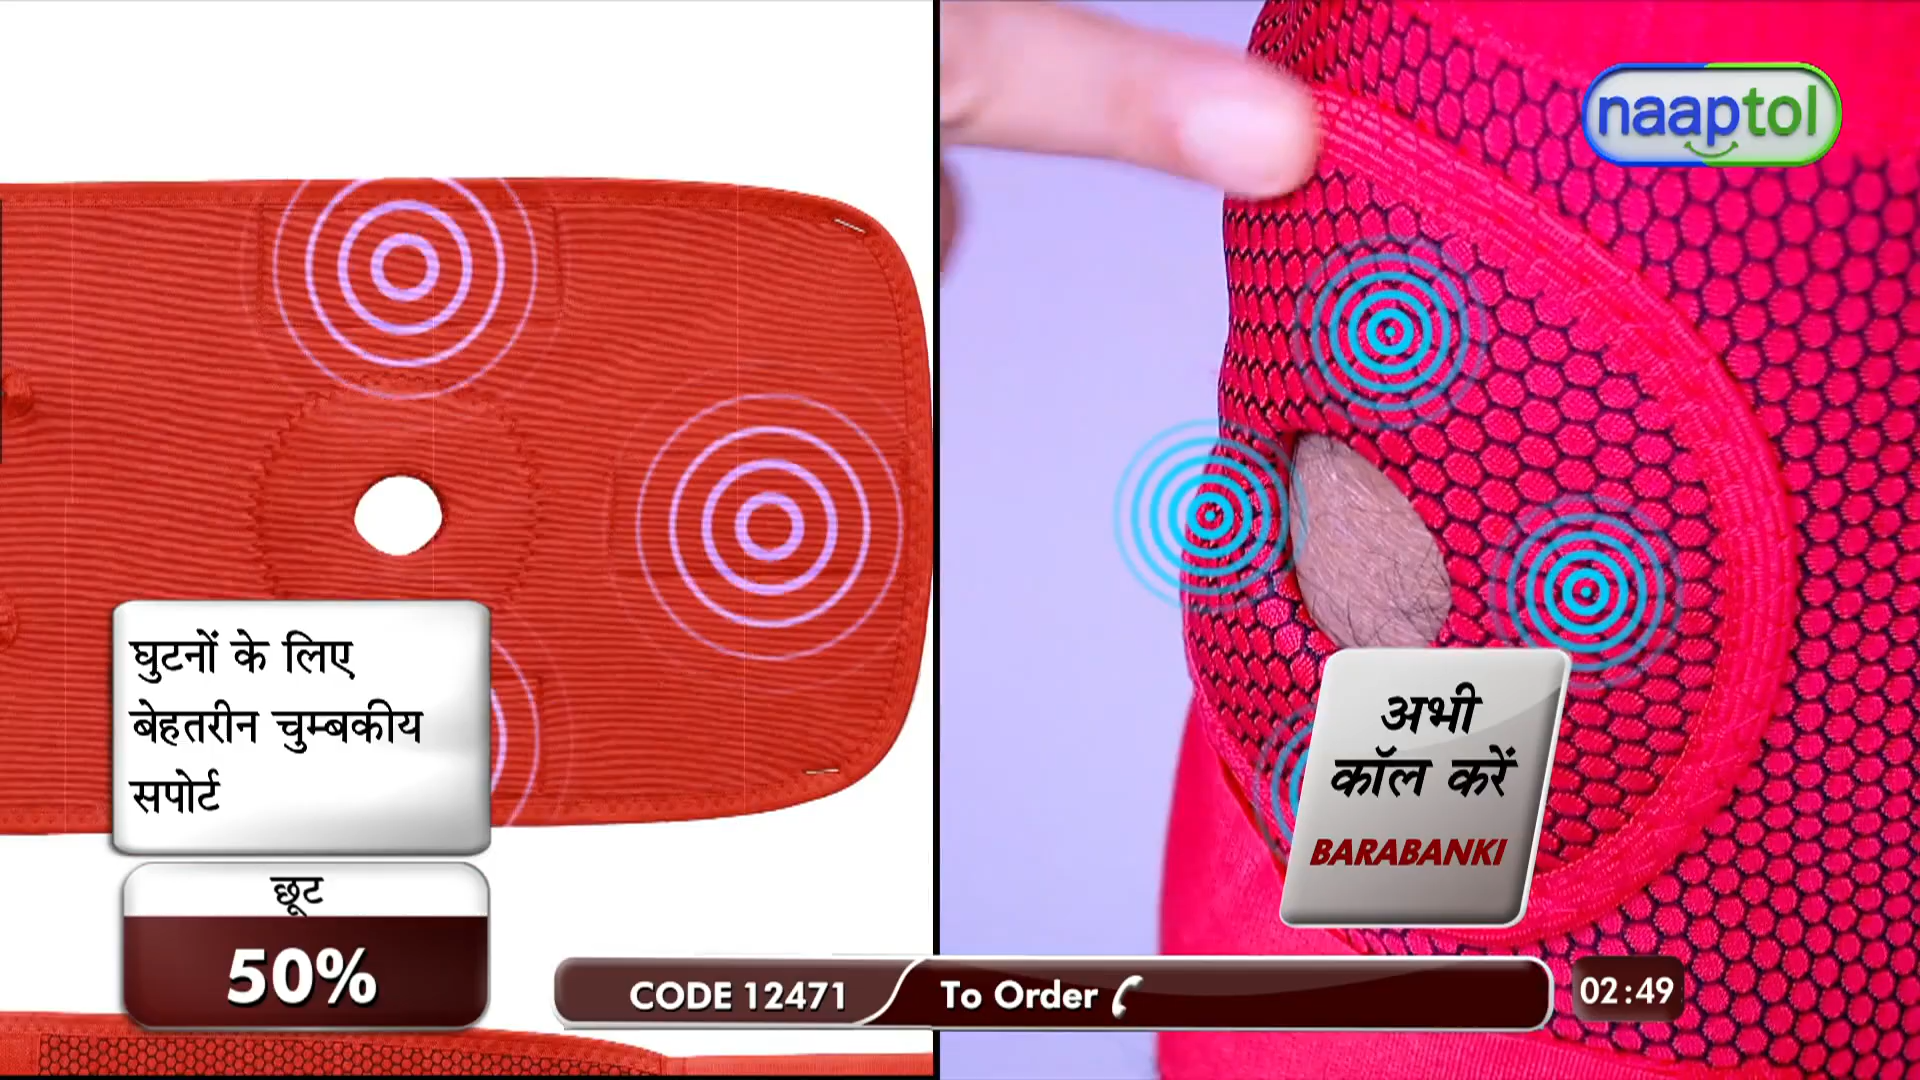 naaptol
घुटनों के लिए
बेहतरीन चुम्बकीय
सपोर्ट
छूट
50%
अभी
कॉल करें
BARABANKI
CODE 12471
To Order
02:49